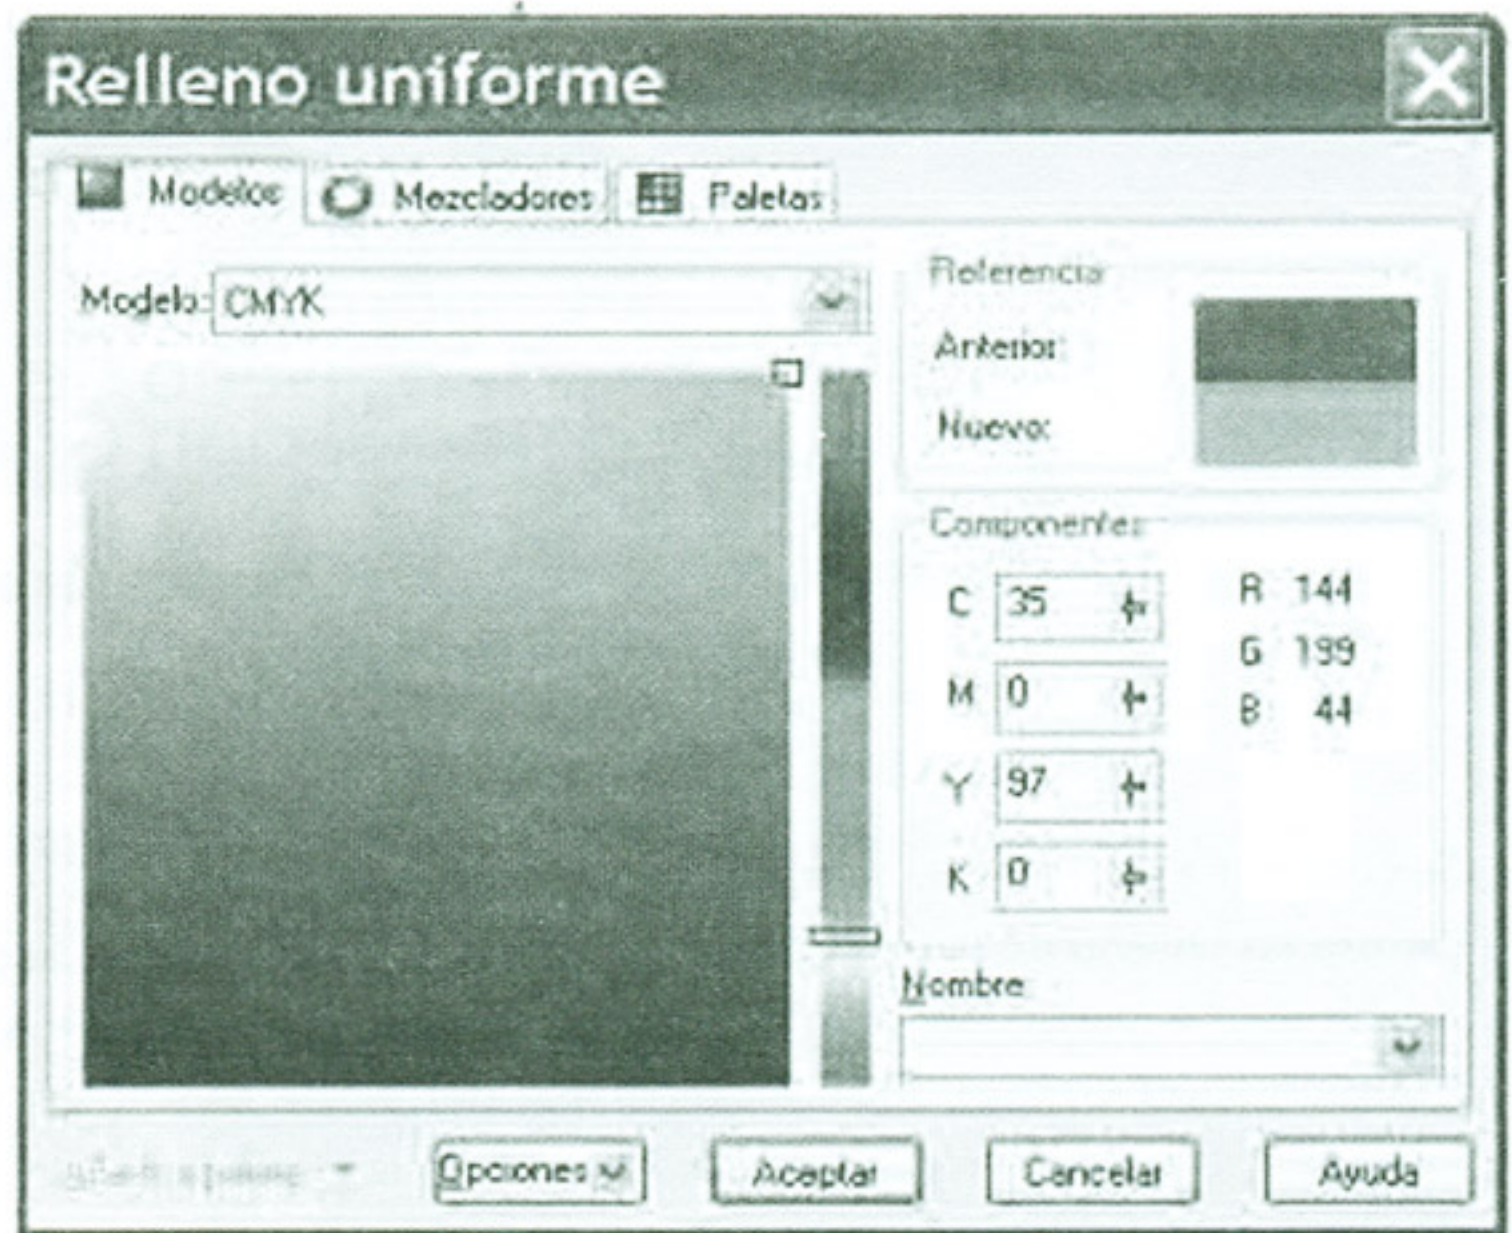 Relleno uniforme
Modelos Mezcladores Paletas
Modelo: CMYK
Referencia
Anterior:
Nuevo:
Componentes
C 35 R 144
M 0 G 199
B 44
Y 97
K 0
Nombre
Opciones Aceptar Cancelar Ayuda